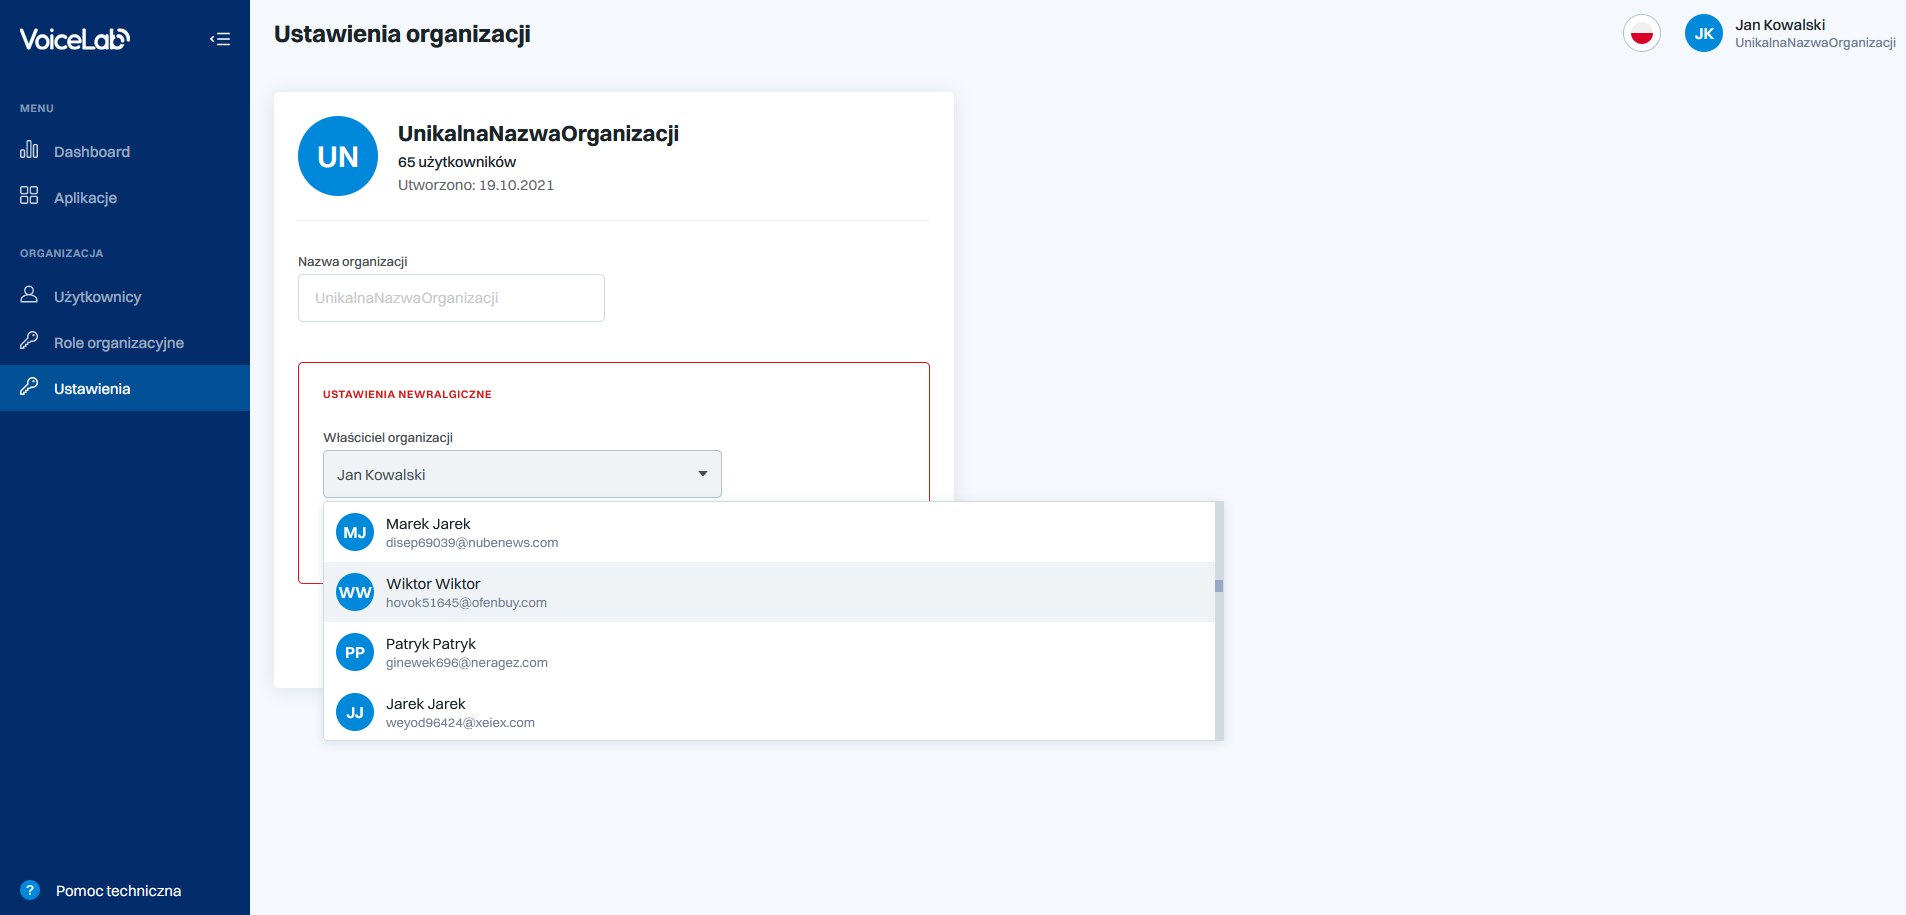 VoiceLab
MENU
Dashboard
Aplikacje
ORGANIZACJA
Użytkownicy
Role organizacyjne
Ustawienia
? Pomoc techniczna
Ustawienia organizacji
JK
Jan Kowalski
UnikalnaNazwaOrganizacji
UN
UnikalnaNazwaOrganizacji
65 użytkowników
Utworzono: 19.10.2021
Nazwa organizacji
UnikalnaNazwaOrganizacji
USTAWIENIA NEWRALGICZNE
Właściciel organizacji
Jan Kowalski
MJ
Marek Jarek
disep69039@nubenews.com
WW
Wiktor Wiktor
hovok51645@ofenbuy.com
PP
Patryk Patryk
ginewek696@neragez.com
JJ
Jarek Jarek
weyod96424@xeiex.com